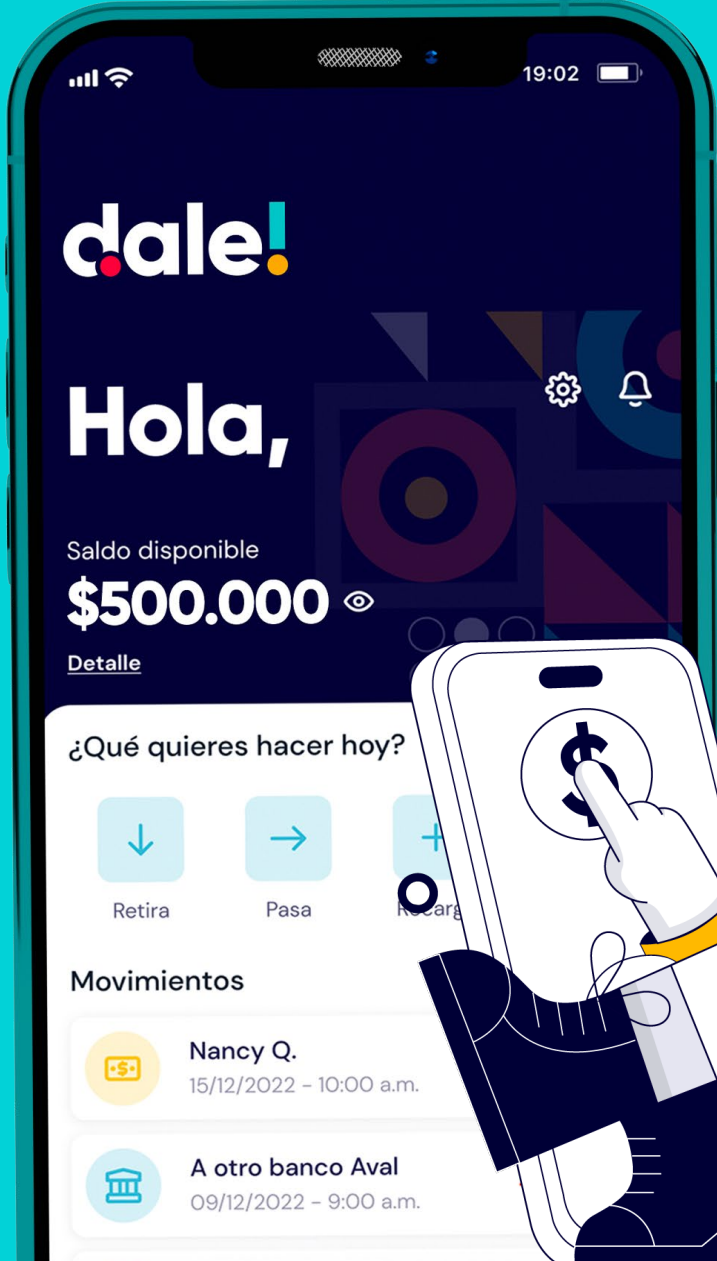 19:02
dale!
Hola,
Saldo disponible
$500.000
Detalle
¿Qué quieres hacer hoy?
$
Retira
Pasa
Movimientos
Nancy Q.
15/12/2022 – 10:00 a.m.
A otro banco Aval
09/12/2022 – 9:00 a.m.